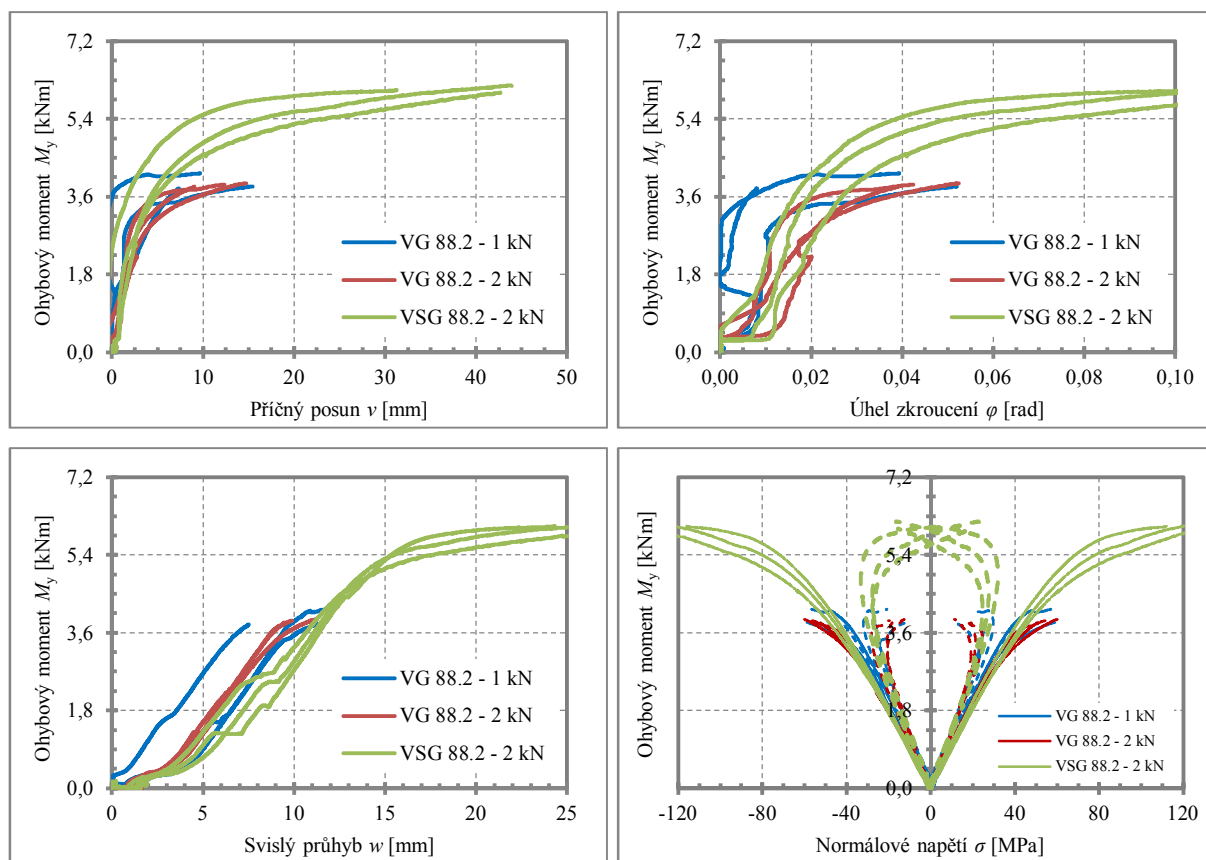 7,2
5,4
3,6
1,8
0,0
Ohybový moment My [kNm]
VG 88.2 - 1 kN
VG 88.2 - 2 kN
VSG 88.2 - 2 kN
0 10 20 30 40 50
Příčný posun v [mm]
7,2
5,4
3,6
1,8
0,0
Ohybový moment My [kNm]
VG 88.2 - 1 kN
VG 88.2 - 2 kN
VSG 88.2 - 2 kN
0,00 0,02 0,04 0,06 0,08 0,10
Úhel zkroucení φ [rad]
7,2
5,4
3,6
1,8
0,0
Ohybový moment My [kNm]
VG 88.2 - 1 kN
VG 88.2 - 2 kN
VSG 88.2 - 2 kN
0 5 10 15 20 25
Svislý průhyb w [mm]
7,2
5,4
3,6
1,8
0,0
Ohybový moment My [kNm]
VG 88.2 - 1 kN
VG 88.2 - 2 kN
VSG 88.2 - 2 kN
-120 -80 -40 0 40 80 120
Normálové napětí σ [MPa]